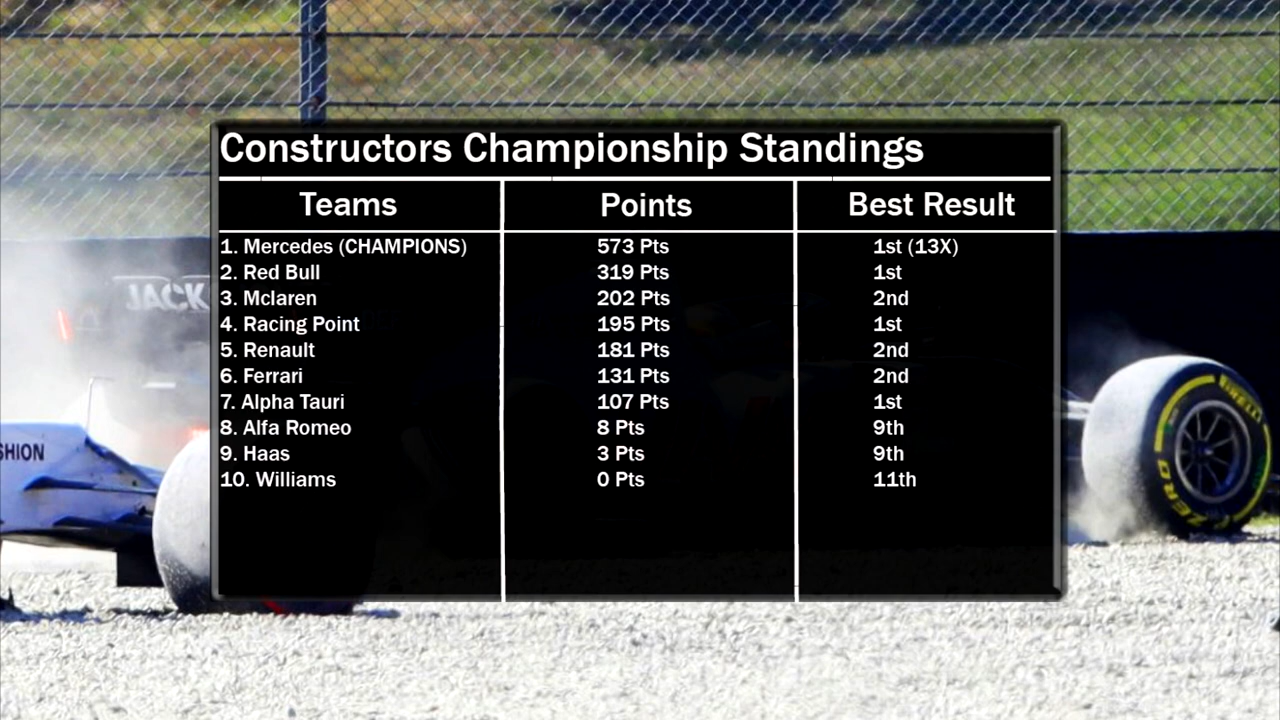 Constructors Championship Standings
Teams Points Best Result
1. Mercedes (CHAMPIONS) 573 Pts 1st (13X)
2. Red Bull 319 Pts 1st
3. Mclaren 202 Pts 2nd
4. Racing Point 195 Pts 1st
5. Renault 181 Pts 2nd
6. Ferrari 131 Pts 2nd
7. Alpha Tauri 107 Pts 1st
8. Alfa Romeo 8 Pts 9th
9. Haas 3 Pts 9th
10. Williams 0 Pts 11th
JACK
SHION
PIRELLI
P ZERO